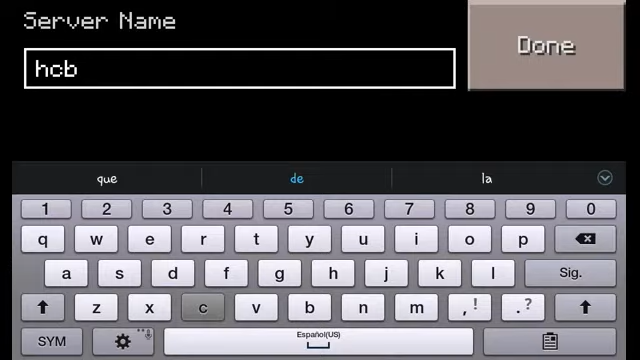 Server Name
Done
hcb
que de la
1 2 3 4 5 6 7 8 9 0
q w e r t y u i o p
a s d f g h j k l Sig.
z x c v b n m ,! .?
SYM Español(US)